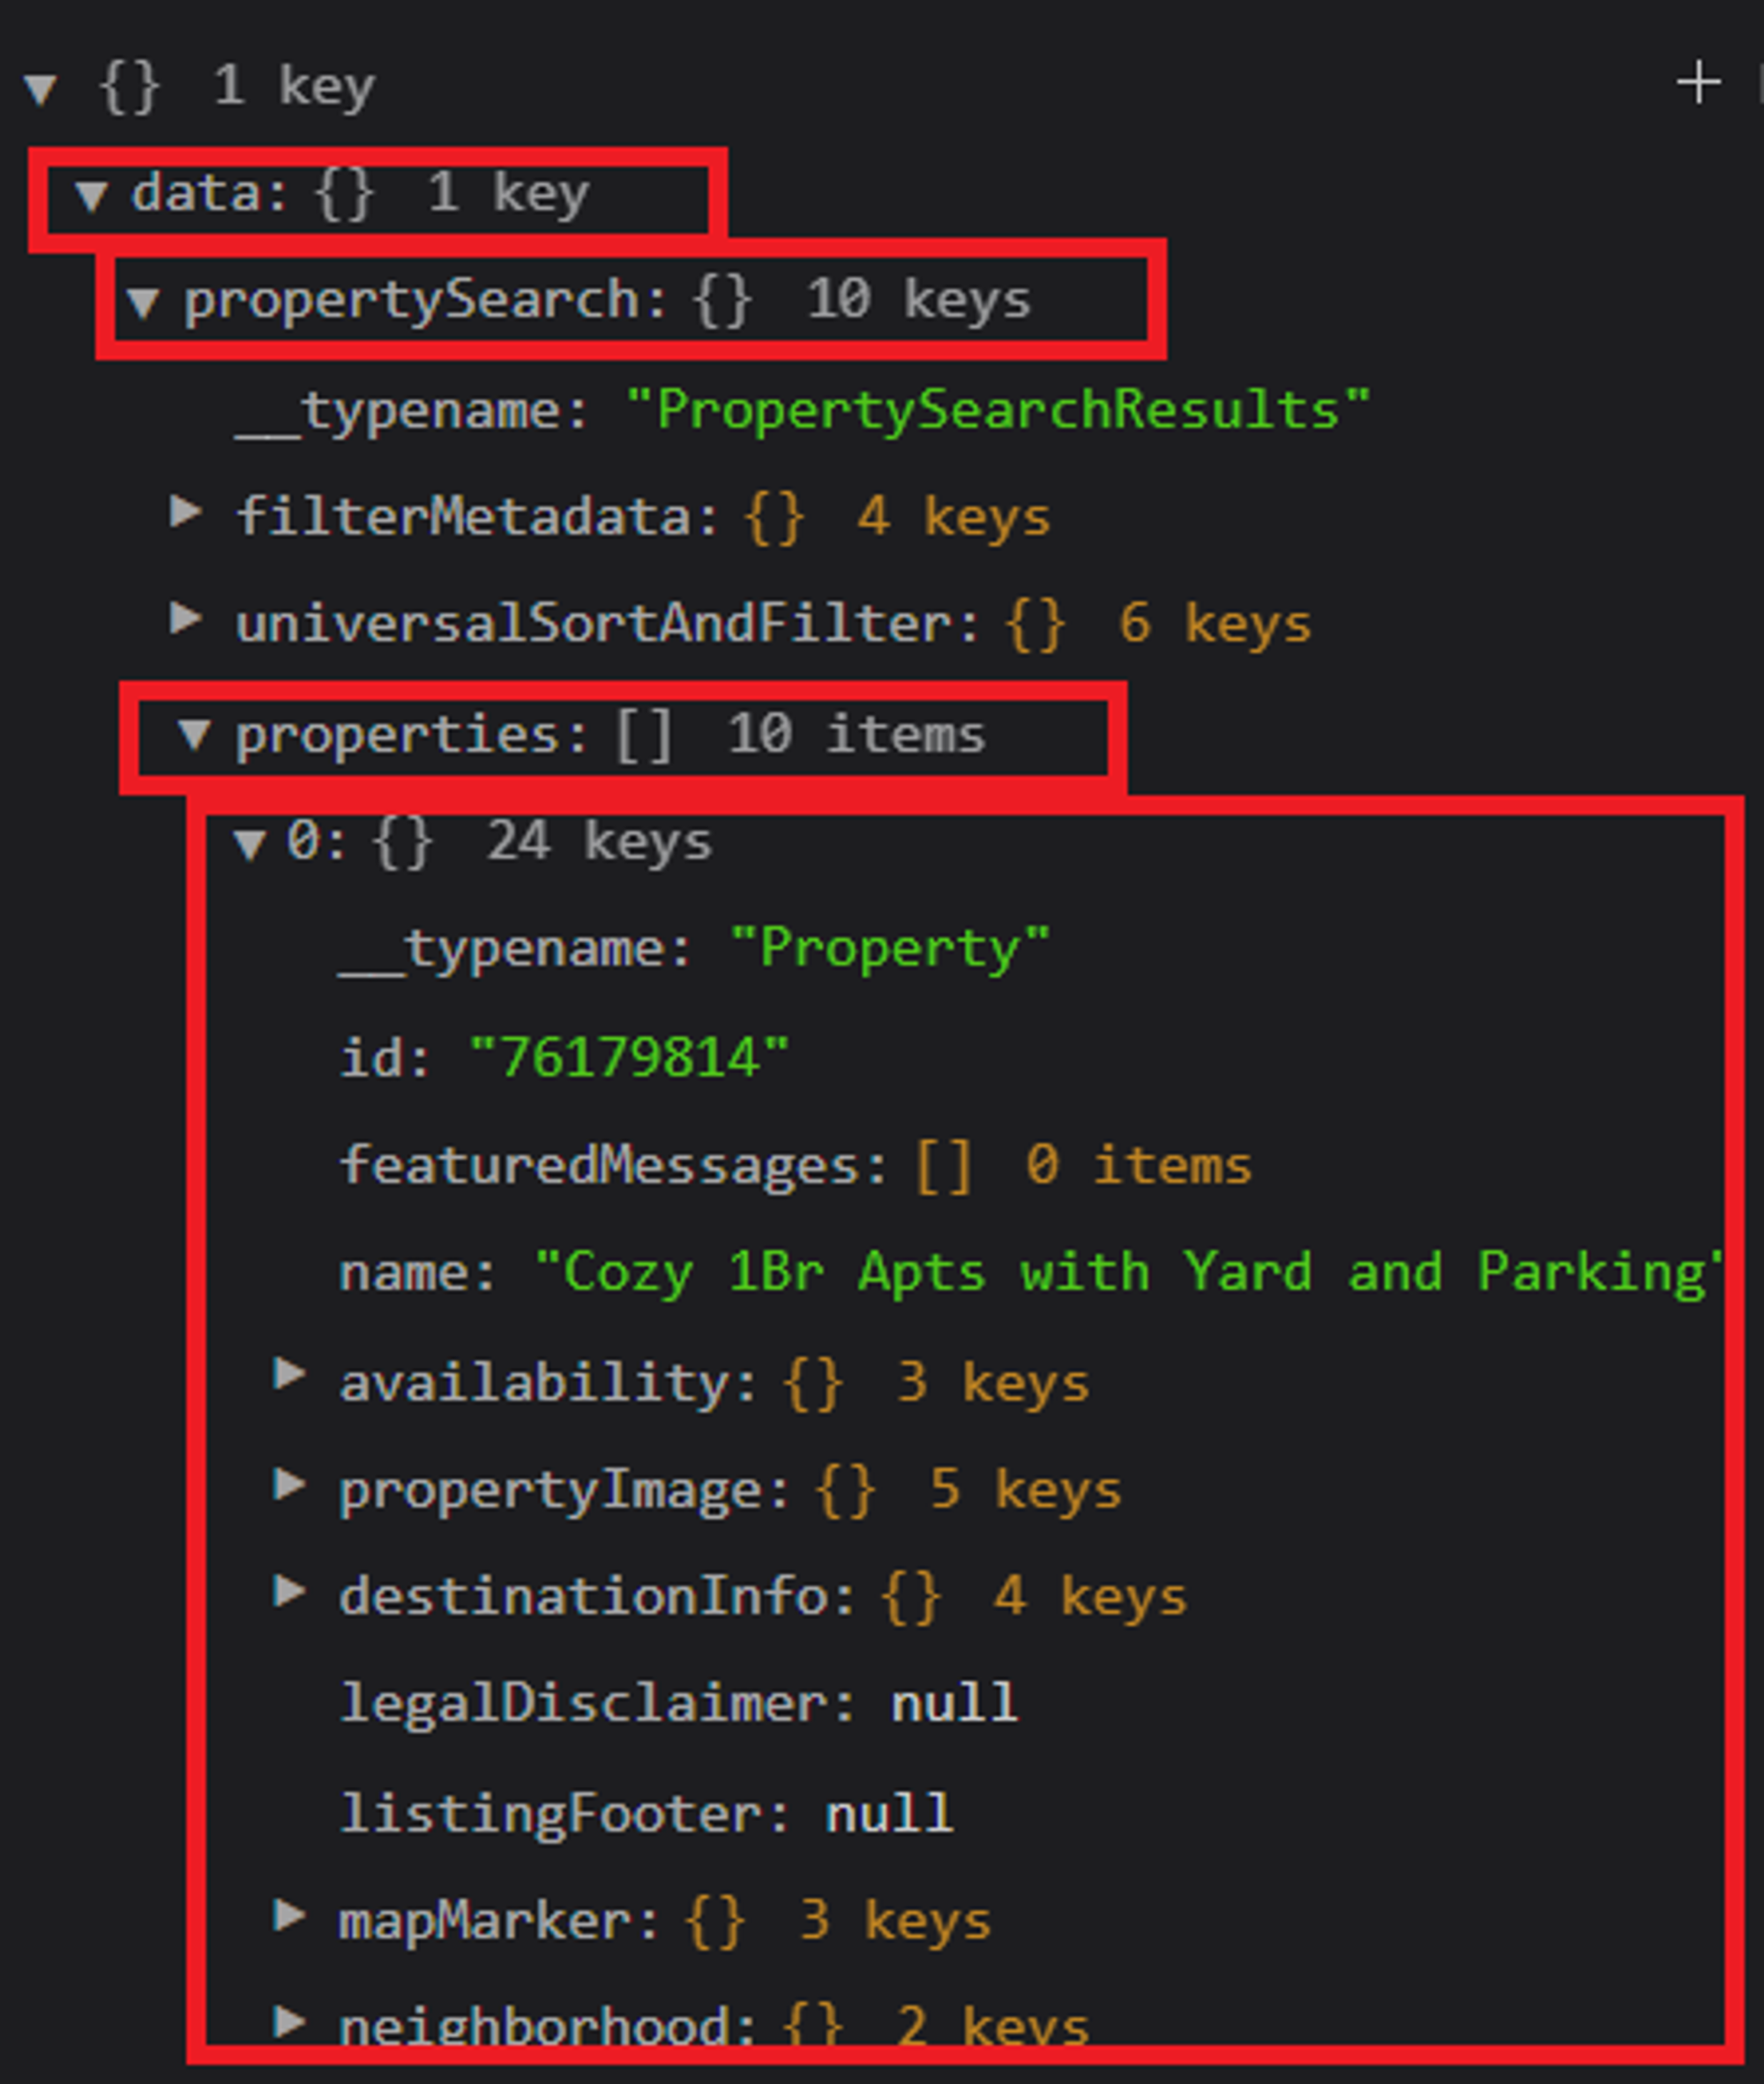 {} 1 key
data: {} 1 key
propertySearch: {} 10 keys
__typename: "PropertySearchResults"
filterMetadata: {} 4 keys
universalSortAndFilter: {} 6 keys
properties: [] 10 items
0: {} 24 keys
__typename: "Property"
id: "76179814"
featuredMessages: [] 0 items
name: "Cozy 1Br Apts with Yard and Parking"
availability: {} 3 keys
propertyImage: {} 5 keys
destinationInfo: {} 4 keys
legalDisclaimer: null
listingFooter: null
mapMarker: {} 3 keys
neighborhood: {} 2 keys